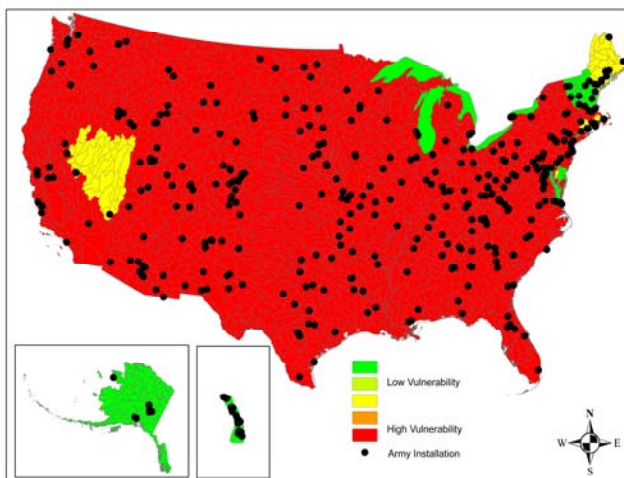 Low Vulnerability
High Vulnerability
Army Installation
N
W E
S